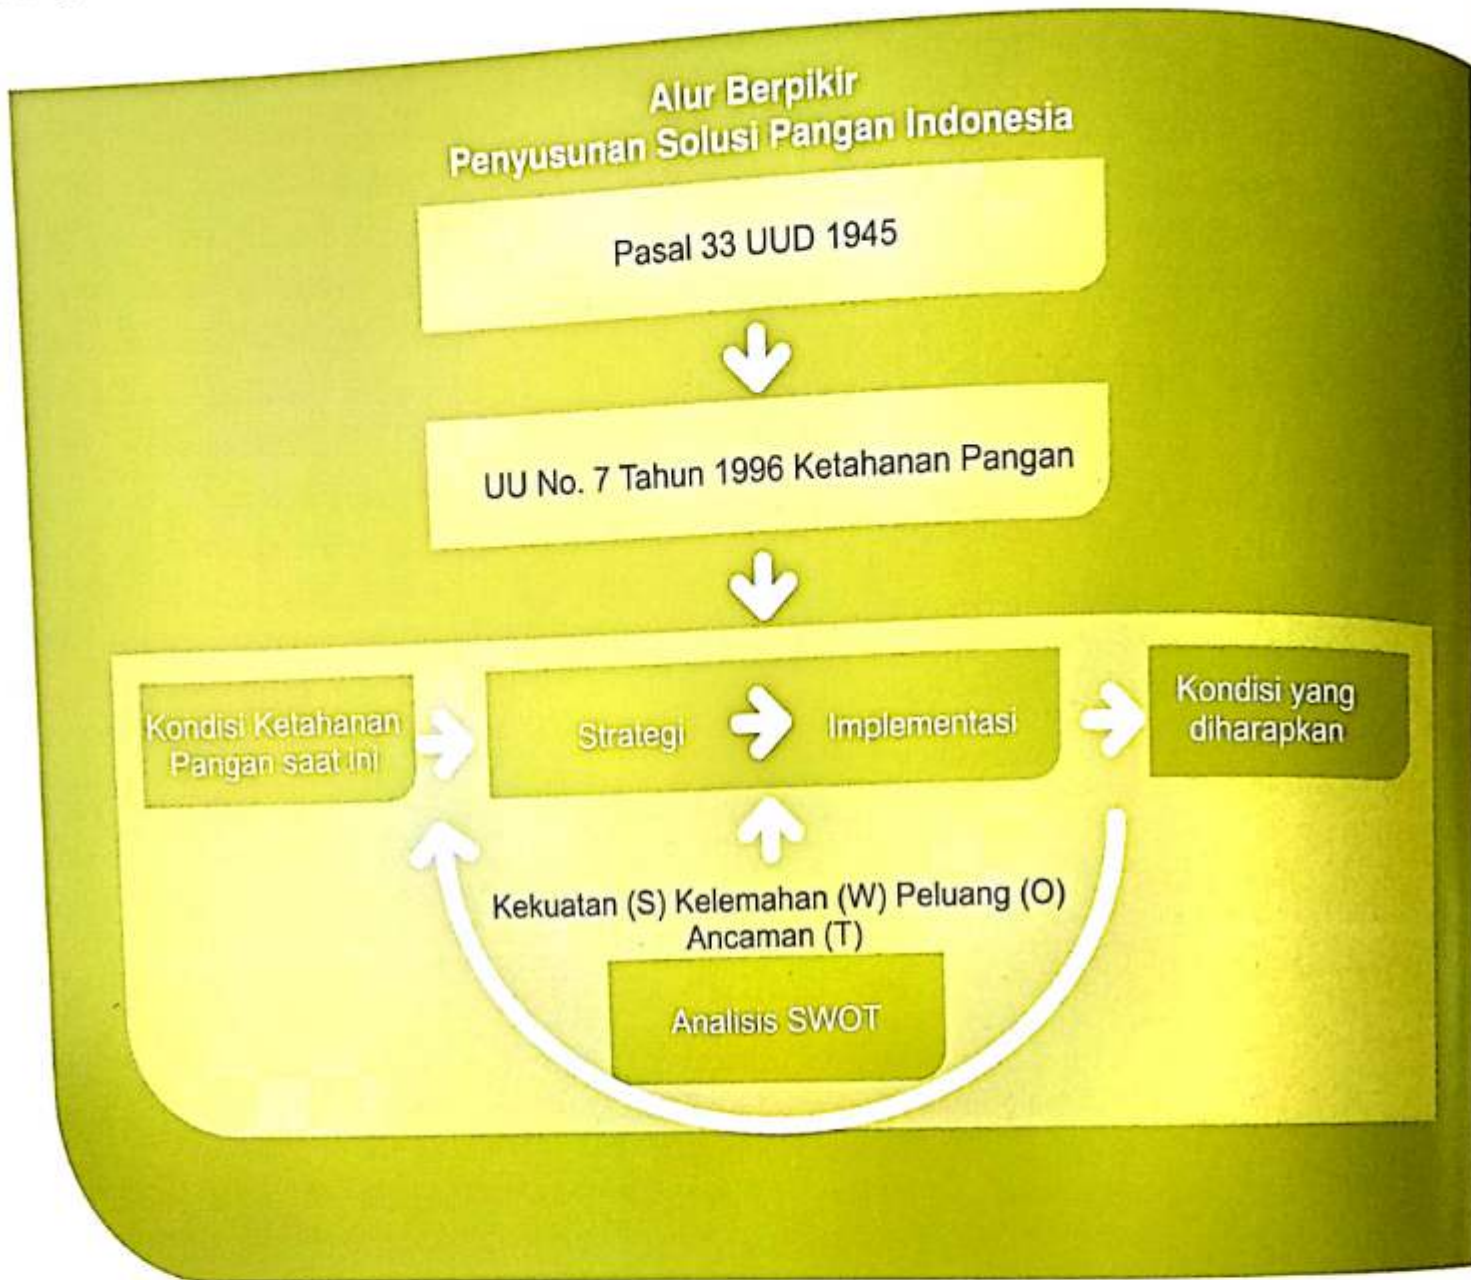 Alur Berpikir
Penyusunan Solusi Pangan Indonesia
Pasal 33 UUD 1945
UU No. 7 Tahun 1996 Ketahanan Pangan
Kondisi Ketahanan
Pangan saat ini
Strategi
Implementasi
Kondisi yang
diharapkan
Kekuatan (S) Kelemahan (W) Peluang (O)
Ancaman (T)
Analisis SWOT